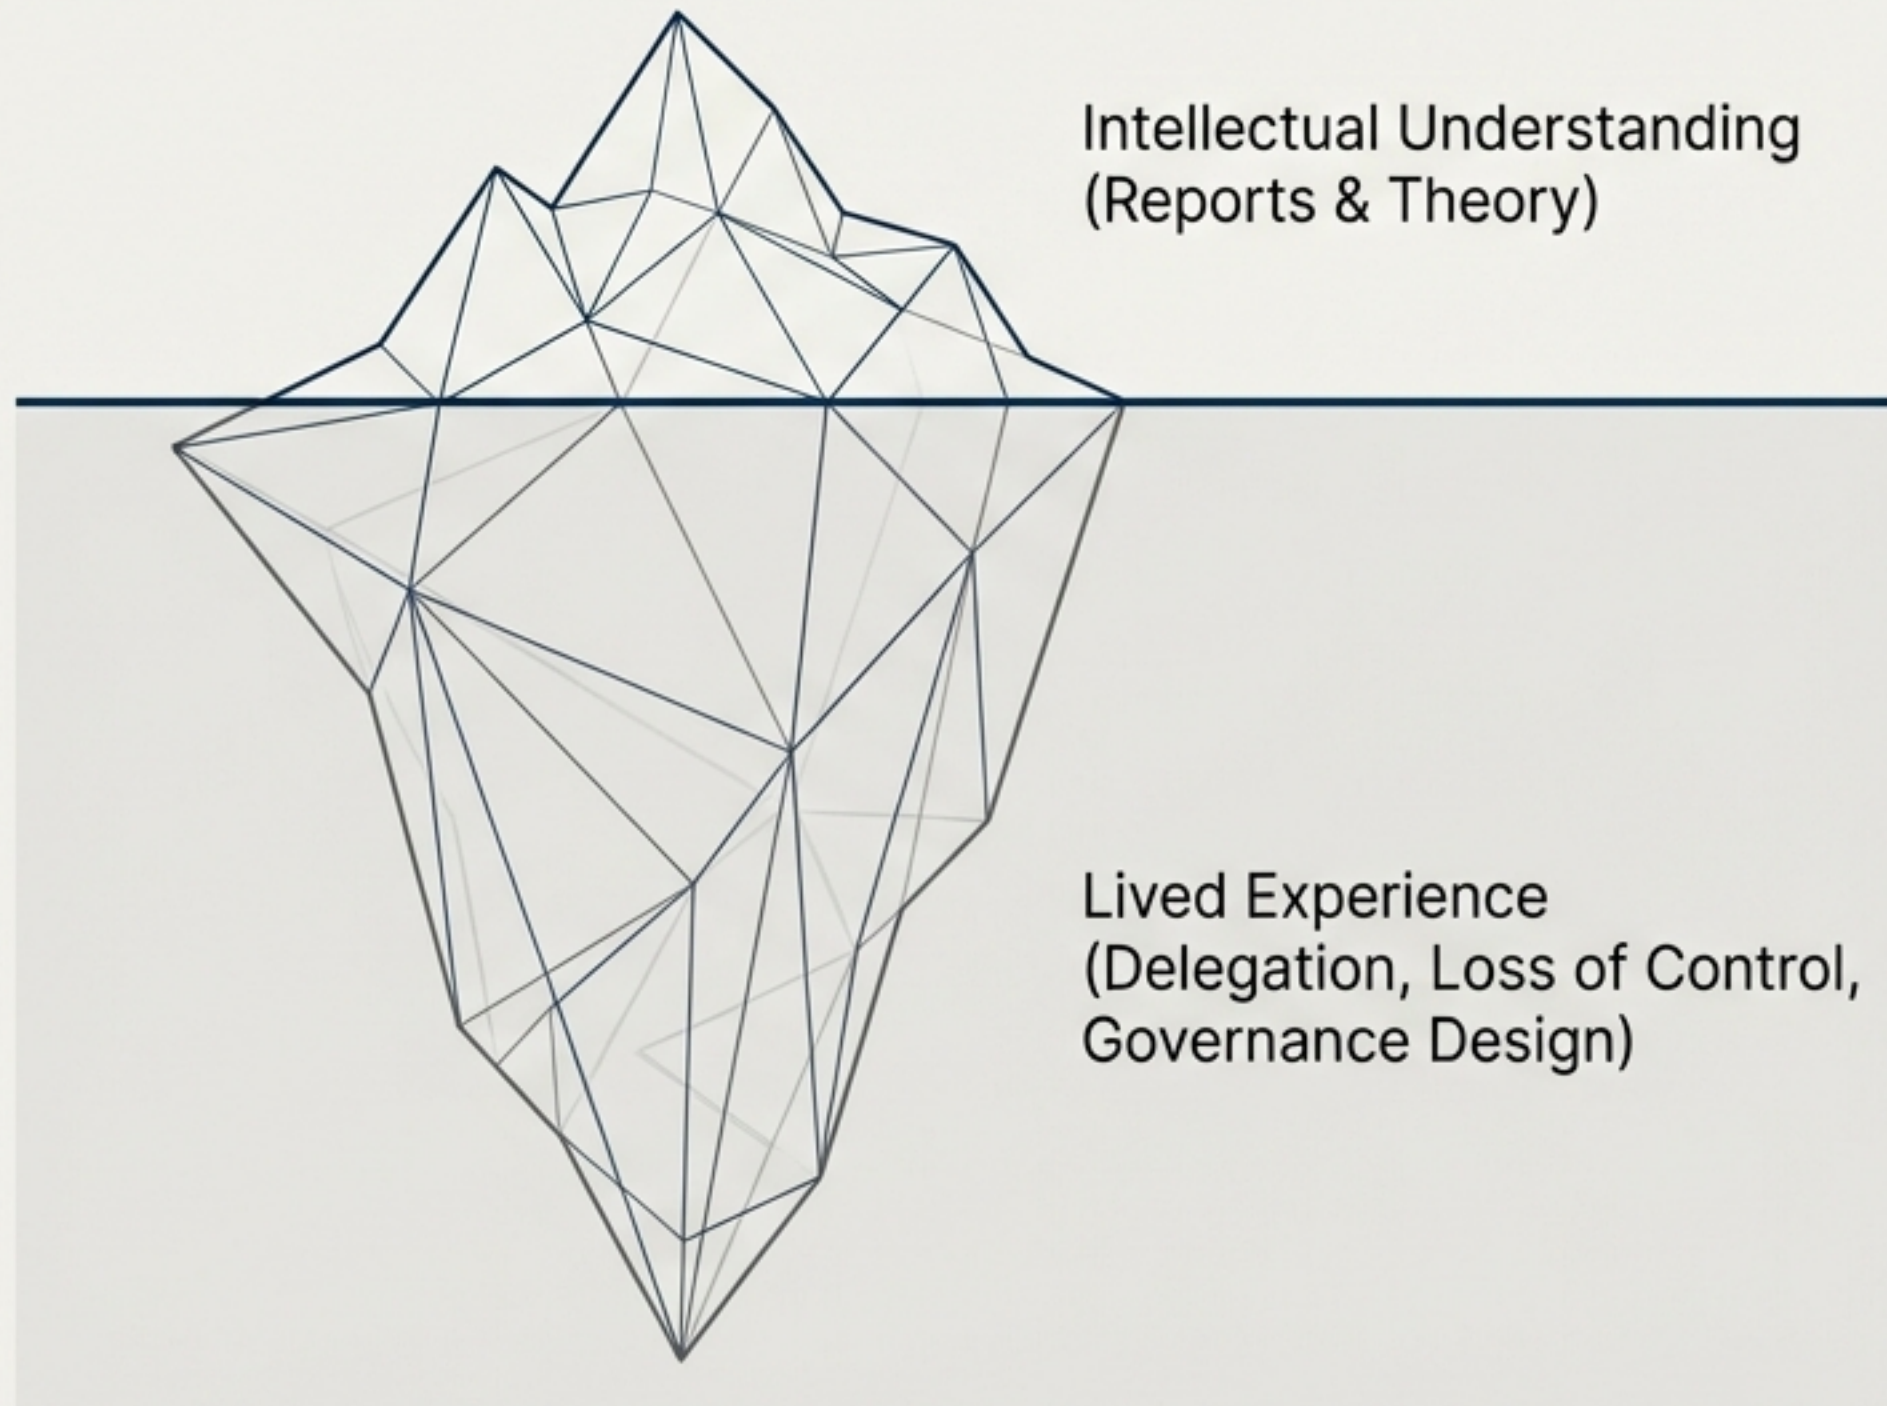 Intellectual Understanding
(Reports & Theory)
Lived Experience
(Delegation, Loss of Control,
Governance Design)